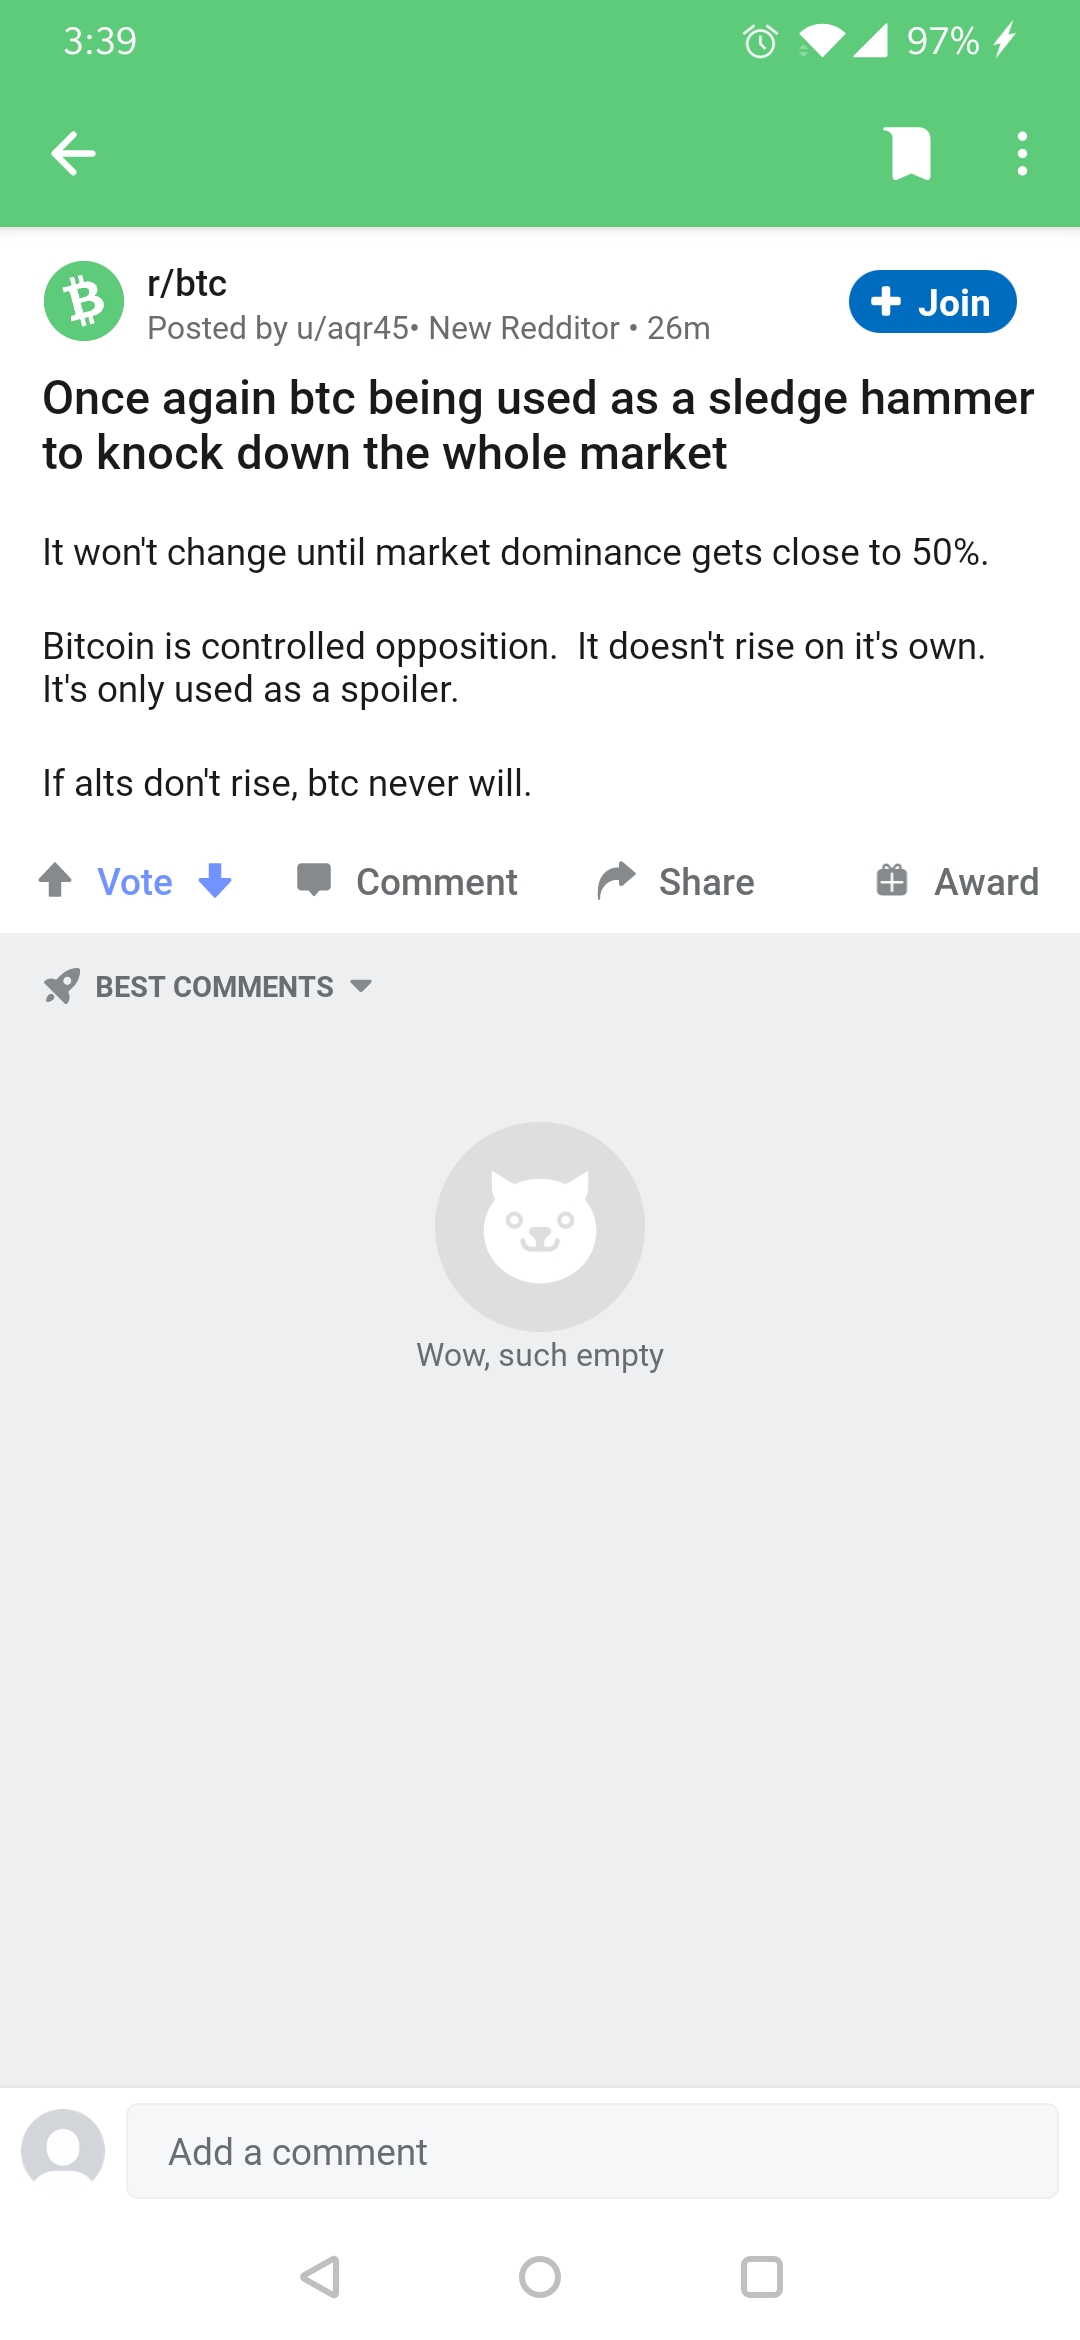 3:39
97%
r/btc
Posted by u/aqr45• New Redditor • 26m
Join
Once again btc being used as a sledge hammer
to knock down the whole market
It won't change until market dominance gets close to 50%.
Bitcoin is controlled opposition.  It doesn't rise on it's own.
It's only used as a spoiler.
If alts don't rise, btc never will.
Vote Comment Share Award
BEST COMMENTS
Wow, such empty
Add a comment